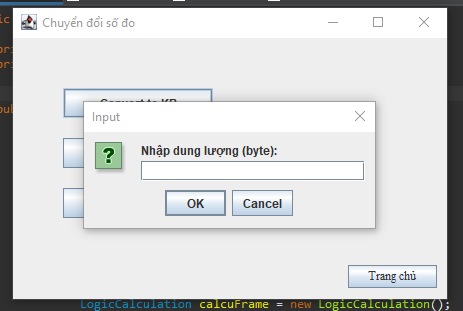 Chuyển đổi số đo
Convert to KB
Input
Nhập dung lượng (byte):
OK
Cancel
Trang chủ
LogicCalculation calcuFrame = new LogicCalculation();